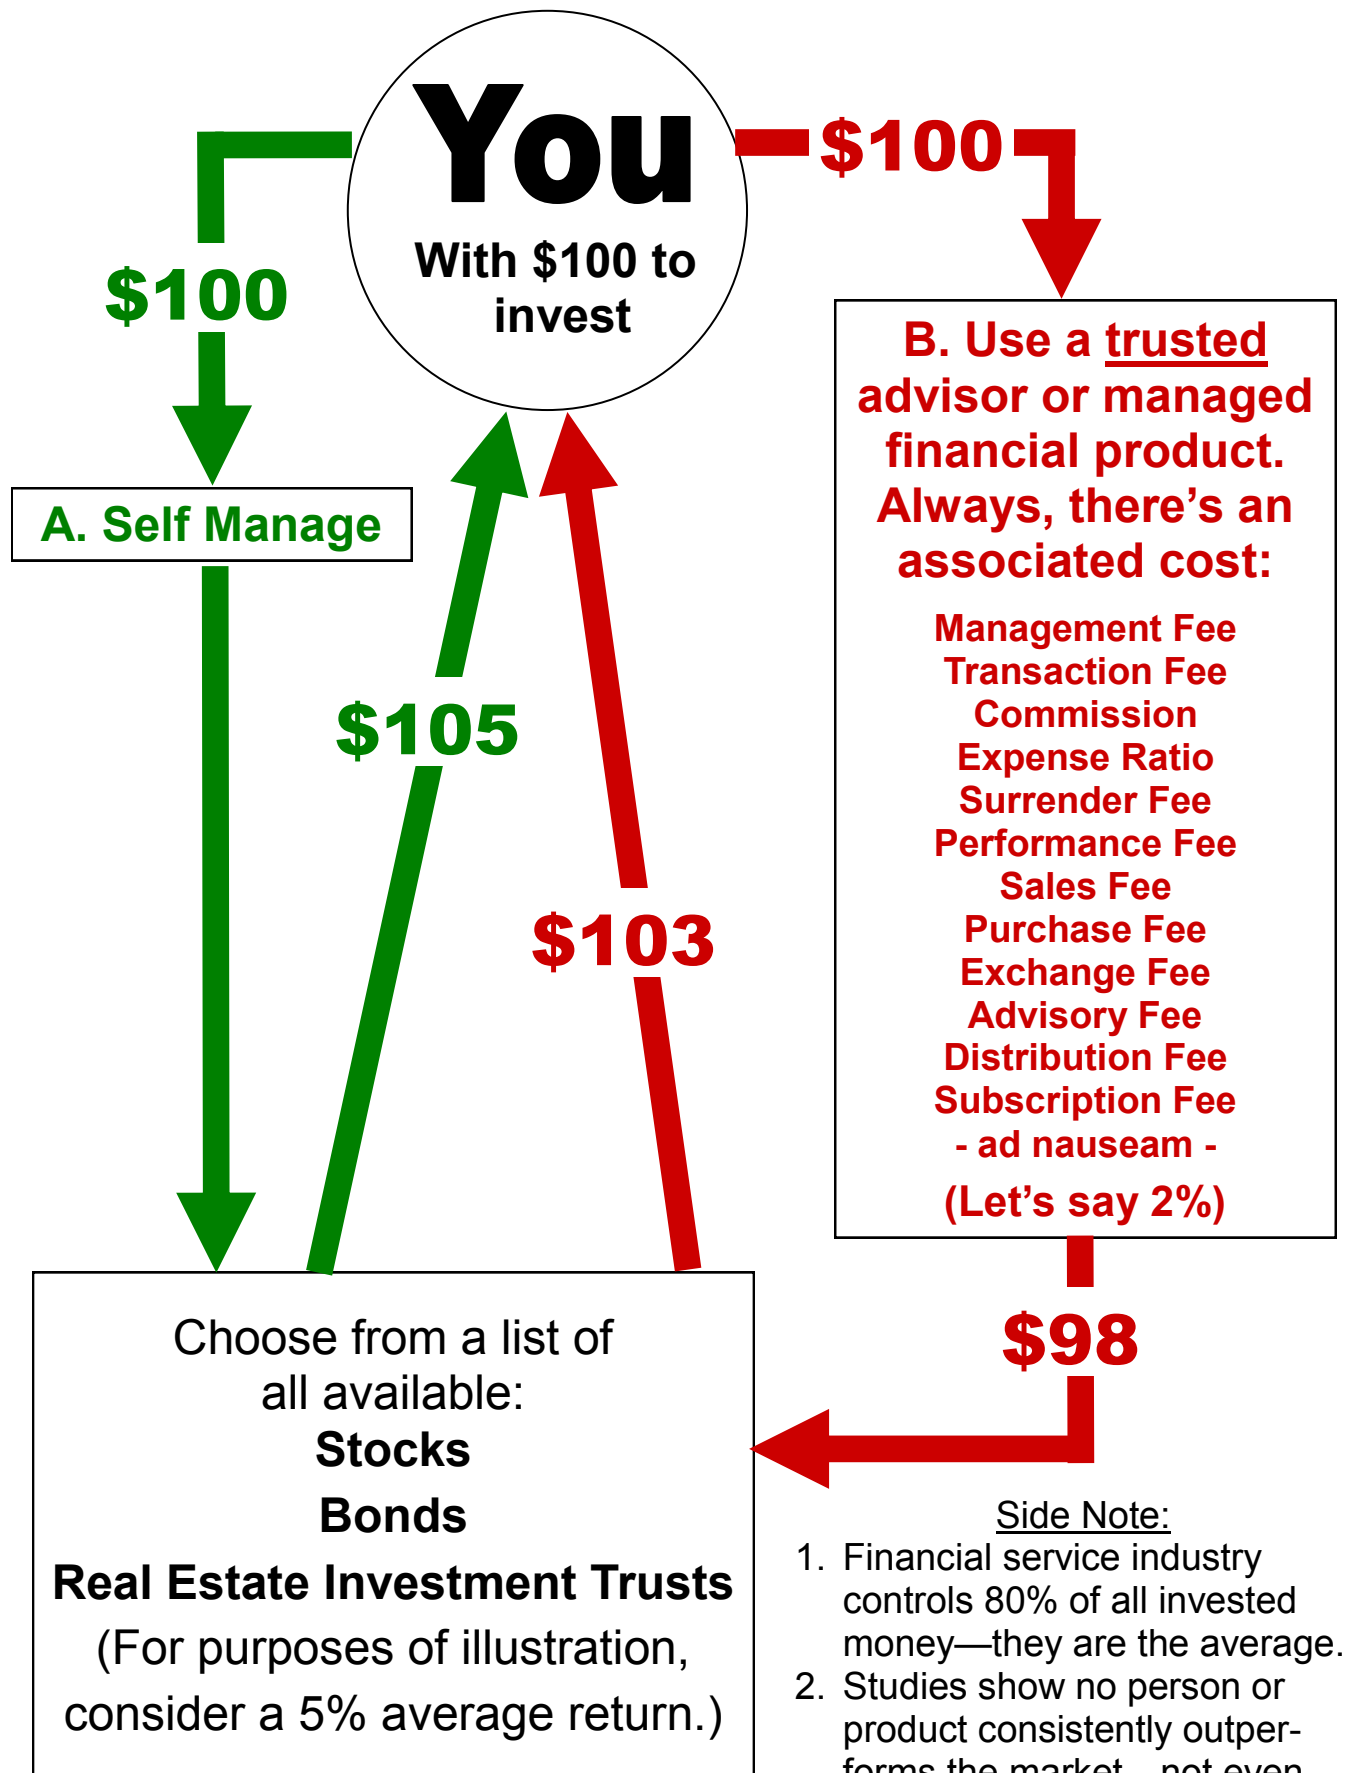 You
With $100 to
invest
$100
$100
A. Self Manage
B. Use a trusted
advisor or managed
financial product.
Always, there’s an
associated cost:
Management Fee
Transaction Fee
Commission
Expense Ratio
Surrender Fee
Performance Fee
Sales Fee
Purchase Fee
Exchange Fee
Advisory Fee
Distribution Fee
Subscription Fee
- ad nauseam -
(Let’s say 2%)
$105
$103
$98
Choose from a list of
all available:
Stocks
Bonds
Real Estate Investment Trusts
(For purposes of illustration,
consider a 5% average return.)
Side Note:
1. Financial service industry
controls 80% of all invested
money—they are the average.
2. Studies show no person or
product consistently outper-
forms the market—not even